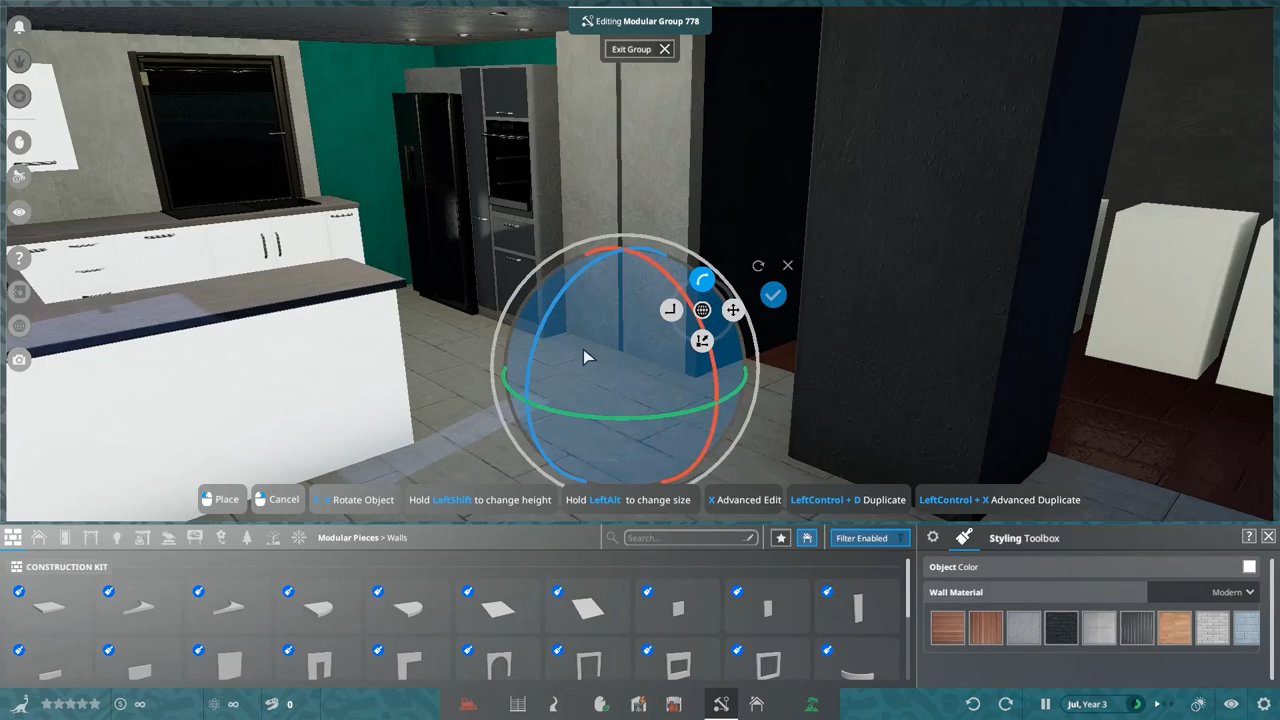 Editing Modular Group 778
Exit Group
Place
Cancel
Rotate Object
Hold LeftShift to change height
Hold LeftAlt to change size
X Advanced Edit
LeftControl + D Duplicate
LeftControl + X Advanced Duplicate
Modular Pieces > Walls
Search...
Filter Enabled
Styling Toolbox
?
CONSTRUCTION KIT
Object Color
Wall Material
Modern
0
Jul, Year 3